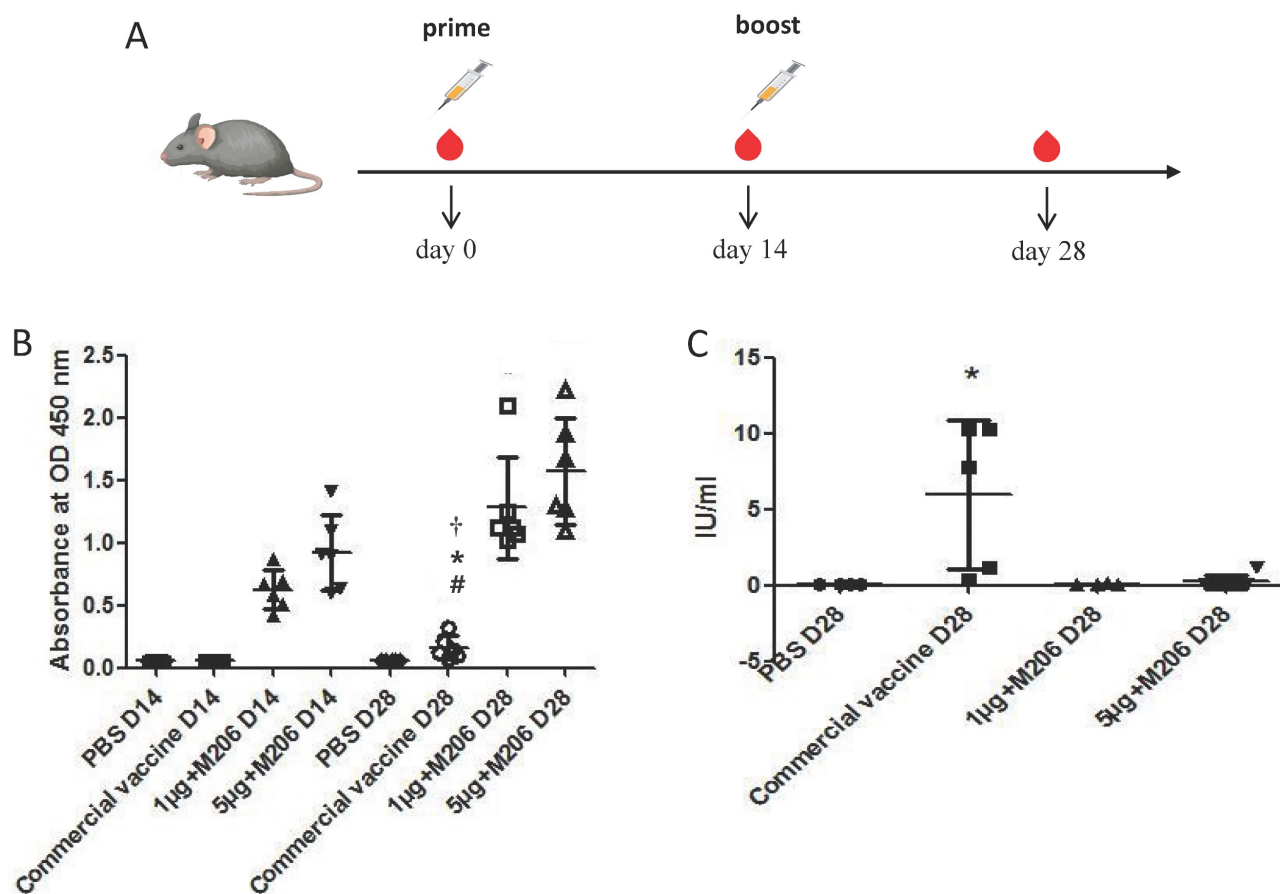 A
prime
boost
day 0
day 14
day 28
B
Absorbance at OD 450 nm
2.5
2.0
1.5
1.0
0.5
0.0
†
*
#
PBS D14
Commercial vaccine D14
1µg+M206 D14
5µg+M206 D14
PBS D28
Commercial vaccine D28
1µg+M206 D28
5µg+M206 D28
C
IU/ml
15
10
5
0
-5
*
PBS D28
Commercial vaccine D28
1µg+M206 D28
5µg+M206 D28